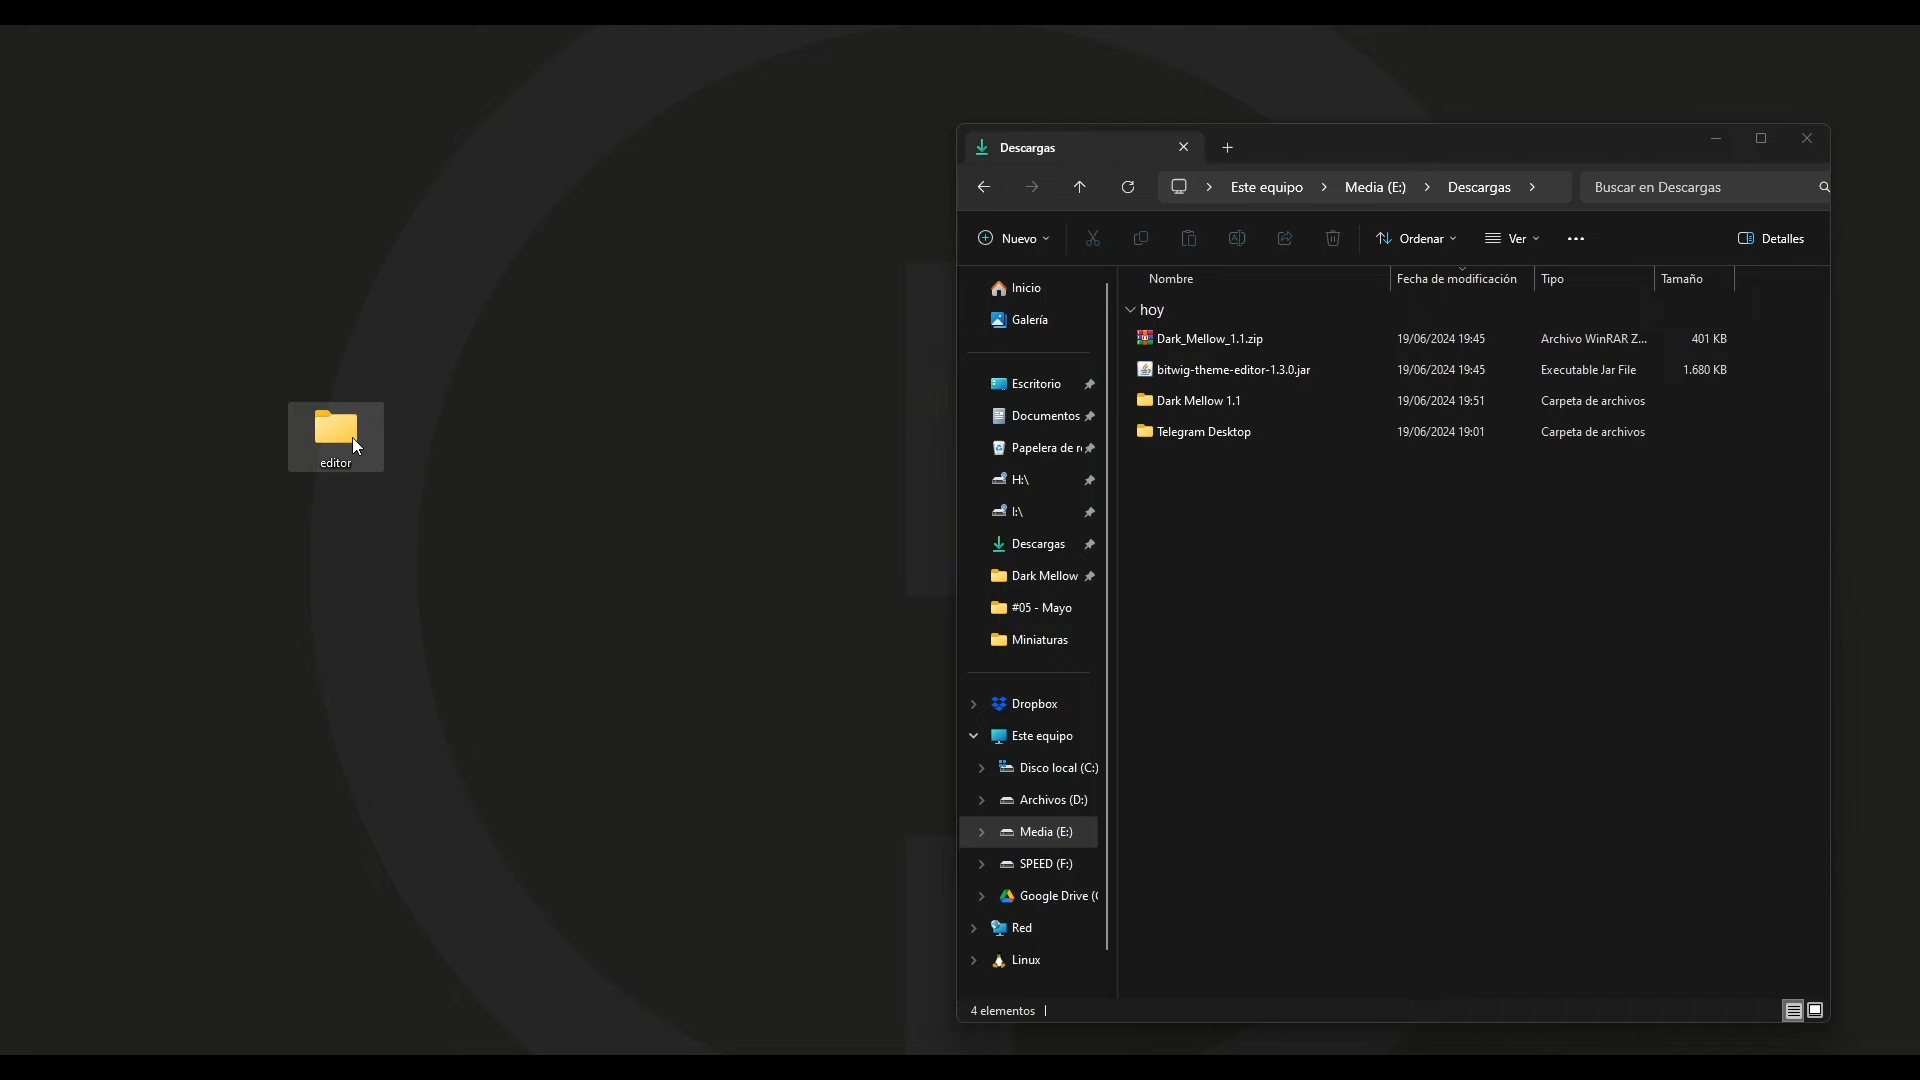 Descargas
Este equipo > Media (E:) > Descargas >
Buscar en Descargas
Nuevo
Ordenar
Ver
Detalles
Inicio
Galería
Escritorio
Documentos
Papelera de r
H:\
I:\
Descargas
Dark Mellow
#05 - Mayo
Miniaturas
Dropbox
Este equipo
Disco local (C:)
Archivos (D:)
Media (E:)
SPEED (F:)
Google Drive (
Red
Linux
Nombre Fecha de modificación Tipo Tamaño
hoy
Dark_Mellow_1.1.zip 19/06/2024 19:45 Archivo WinRAR Z... 401 KB
bitwig-theme-editor-1.3.0.jar 19/06/2024 19:45 Executable Jar File 1.680 KB
Dark Mellow 1.1 19/06/2024 19:51 Carpeta de archivos
Telegram Desktop 19/06/2024 19:01 Carpeta de archivos
4 elementos
editor